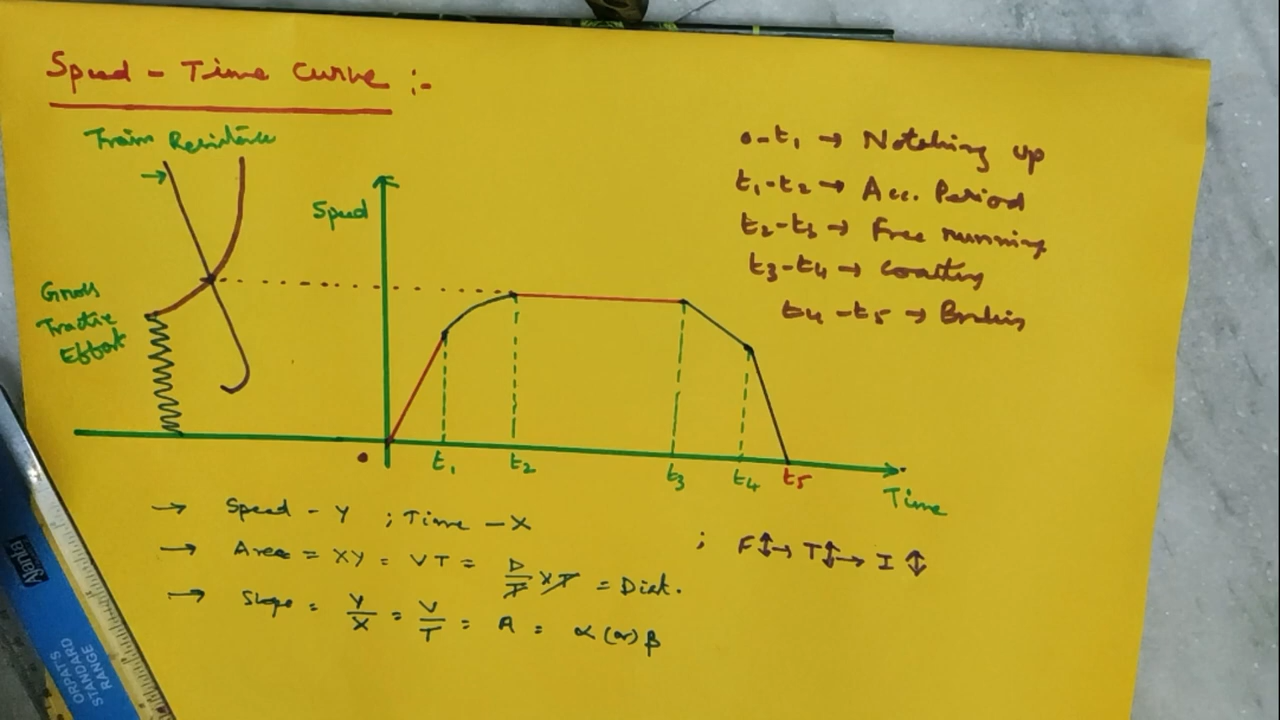 Speed - Time Curve :-
Train Resistance
Speed
Gross
Tractive
Effort
0-t1 → Notching up
t1-t2 → Acc. Period
t2-t3 → Free running
t3-t4 → Coasting
t4-t5 → Braking
0 t1 t2 t3 t4 t5
Time
→ Speed - Y ; Time - X
→ Area = XY = VT = D/T × T = Dist. ; F↕→ T↕→ I ↕
→ Slope = Y/X = V/T = A = α (or) β
Ajanta
ORPAT'S
STANDARD
RANGE